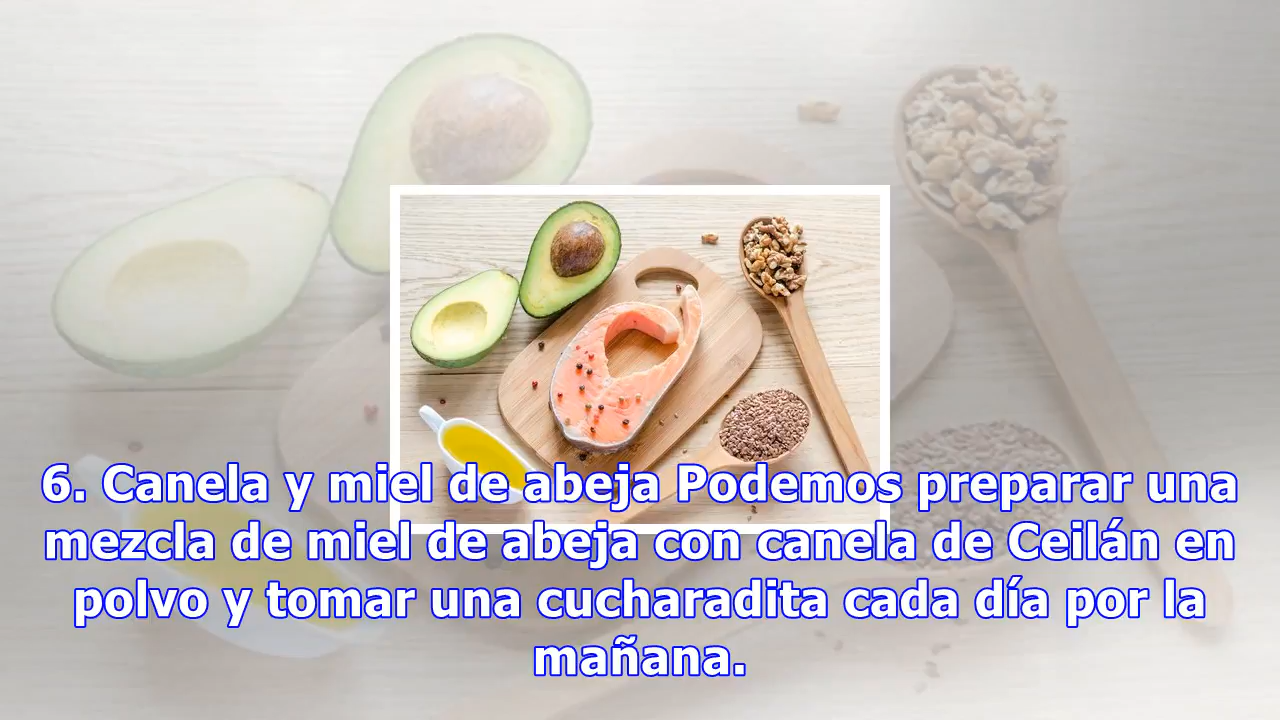 6. Canela y miel de abeja Podemos preparar una
mezcla de miel de abeja con canela de Ceilán en
polvo y tomar una cucharadita cada día por la
mañana.